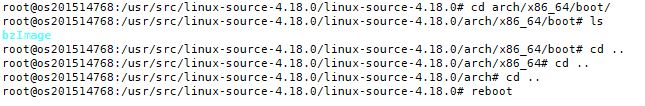 root@os201514768:/usr/src/linux-source-4.18.0/linux-source-4.18.0# cd arch/x86_64/boot/
root@os201514768:/usr/src/linux-source-4.18.0/linux-source-4.18.0/arch/x86_64/boot# ls
bzImage
root@os201514768:/usr/src/linux-source-4.18.0/linux-source-4.18.0/arch/x86_64/boot# cd ..
root@os201514768:/usr/src/linux-source-4.18.0/linux-source-4.18.0/arch/x86_64# cd ..
root@os201514768:/usr/src/linux-source-4.18.0/linux-source-4.18.0/arch# cd ..
root@os201514768:/usr/src/linux-source-4.18.0/linux-source-4.18.0# reboot